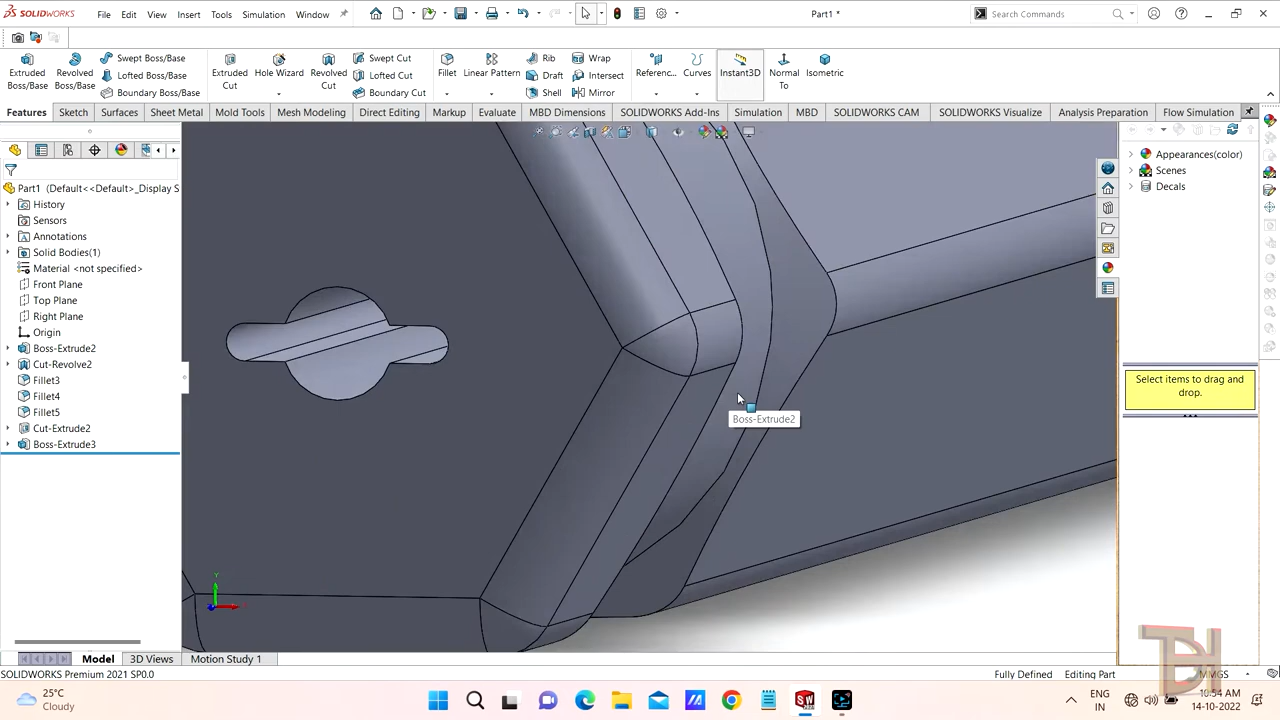 SOLIDWORKS
File Edit View Insert Tools Simulation Window
Part1 *
Search Commands
Extruded Boss/Base
Revolved Boss/Base
Swept Boss/Base
Lofted Boss/Base
Boundary Boss/Base
Extruded Cut
Hole Wizard
Revolved Cut
Swept Cut
Lofted Cut
Boundary Cut
Fillet
Linear Pattern
Rib
Draft
Shell
Wrap
Intersect
Mirror
Referenc...
Curves
Instant3D
Normal To
Isometric
Features Sketch Surfaces Sheet Metal Mold Tools Mesh Modeling Direct Editing Markup Evaluate MBD Dimensions SOLIDWORKS Add-Ins Simulation MBD SOLIDWORKS CAM SOLIDWORKS Visualize Analysis Preparation Flow Simulation
Part1 (Default<<Default>_Display S
History
Sensors
Annotations
Solid Bodies(1)
Material <not specified>
Front Plane
Top Plane
Right Plane
Origin
Boss-Extrude2
Cut-Revolve2
Fillet3
Fillet4
Fillet5
Cut-Extrude2
Boss-Extrude3
Boss-Extrude2
Y
Appearances(color)
Scenes
Decals
Select items to drag and drop.
Model 3D Views Motion Study 1
SOLIDWORKS Premium 2021 SP0.0
Fully Defined Editing Part MMGS
25°C
Cloudy
ENG
IN
14-10-2022